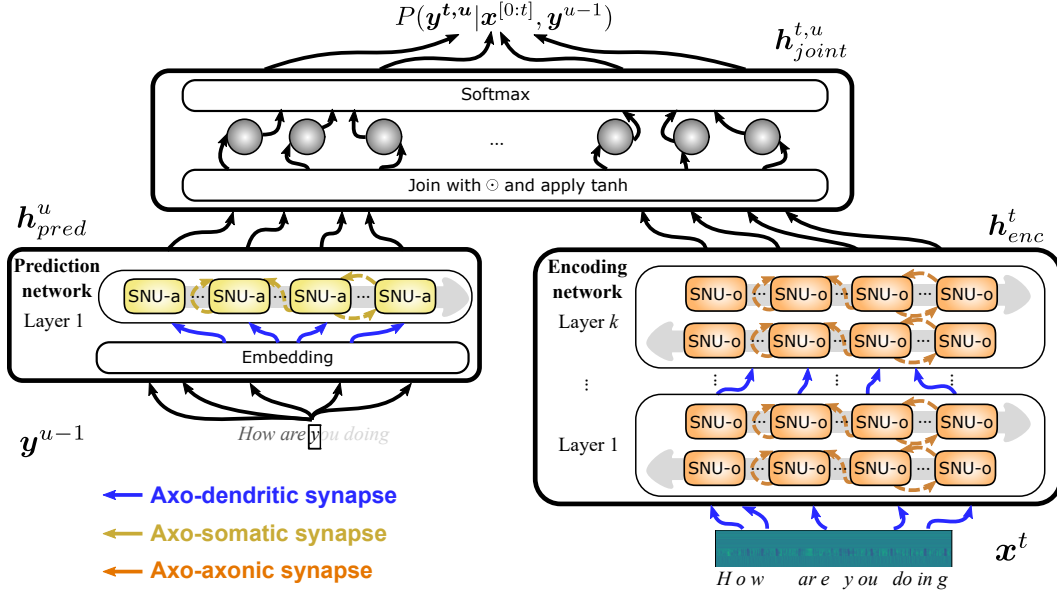 P(y^{t,u}|x^{[0:t]}, y^{u-1})
h^{t,u}_{joint}
Softmax
...
Join with ⊙ and apply tanh
h^{u}_{pred}
h^{t}_{enc}
Prediction network
Layer 1
SNU-a ... SNU-a ... SNU-a ... SNU-a
Embedding
y^{u-1}
How are you doing
Encoding network
Layer k
SNU-o ... SNU-o ... SNU-o ... SNU-o
SNU-o ... SNU-o ... SNU-o ... SNU-o
Layer 1
SNU-o ... SNU-o ... SNU-o ... SNU-o
SNU-o ... SNU-o ... SNU-o ... SNU-o
x^{t}
How are you doing
Axo-dendritic synapse
Axo-somatic synapse
Axo-axonic synapse